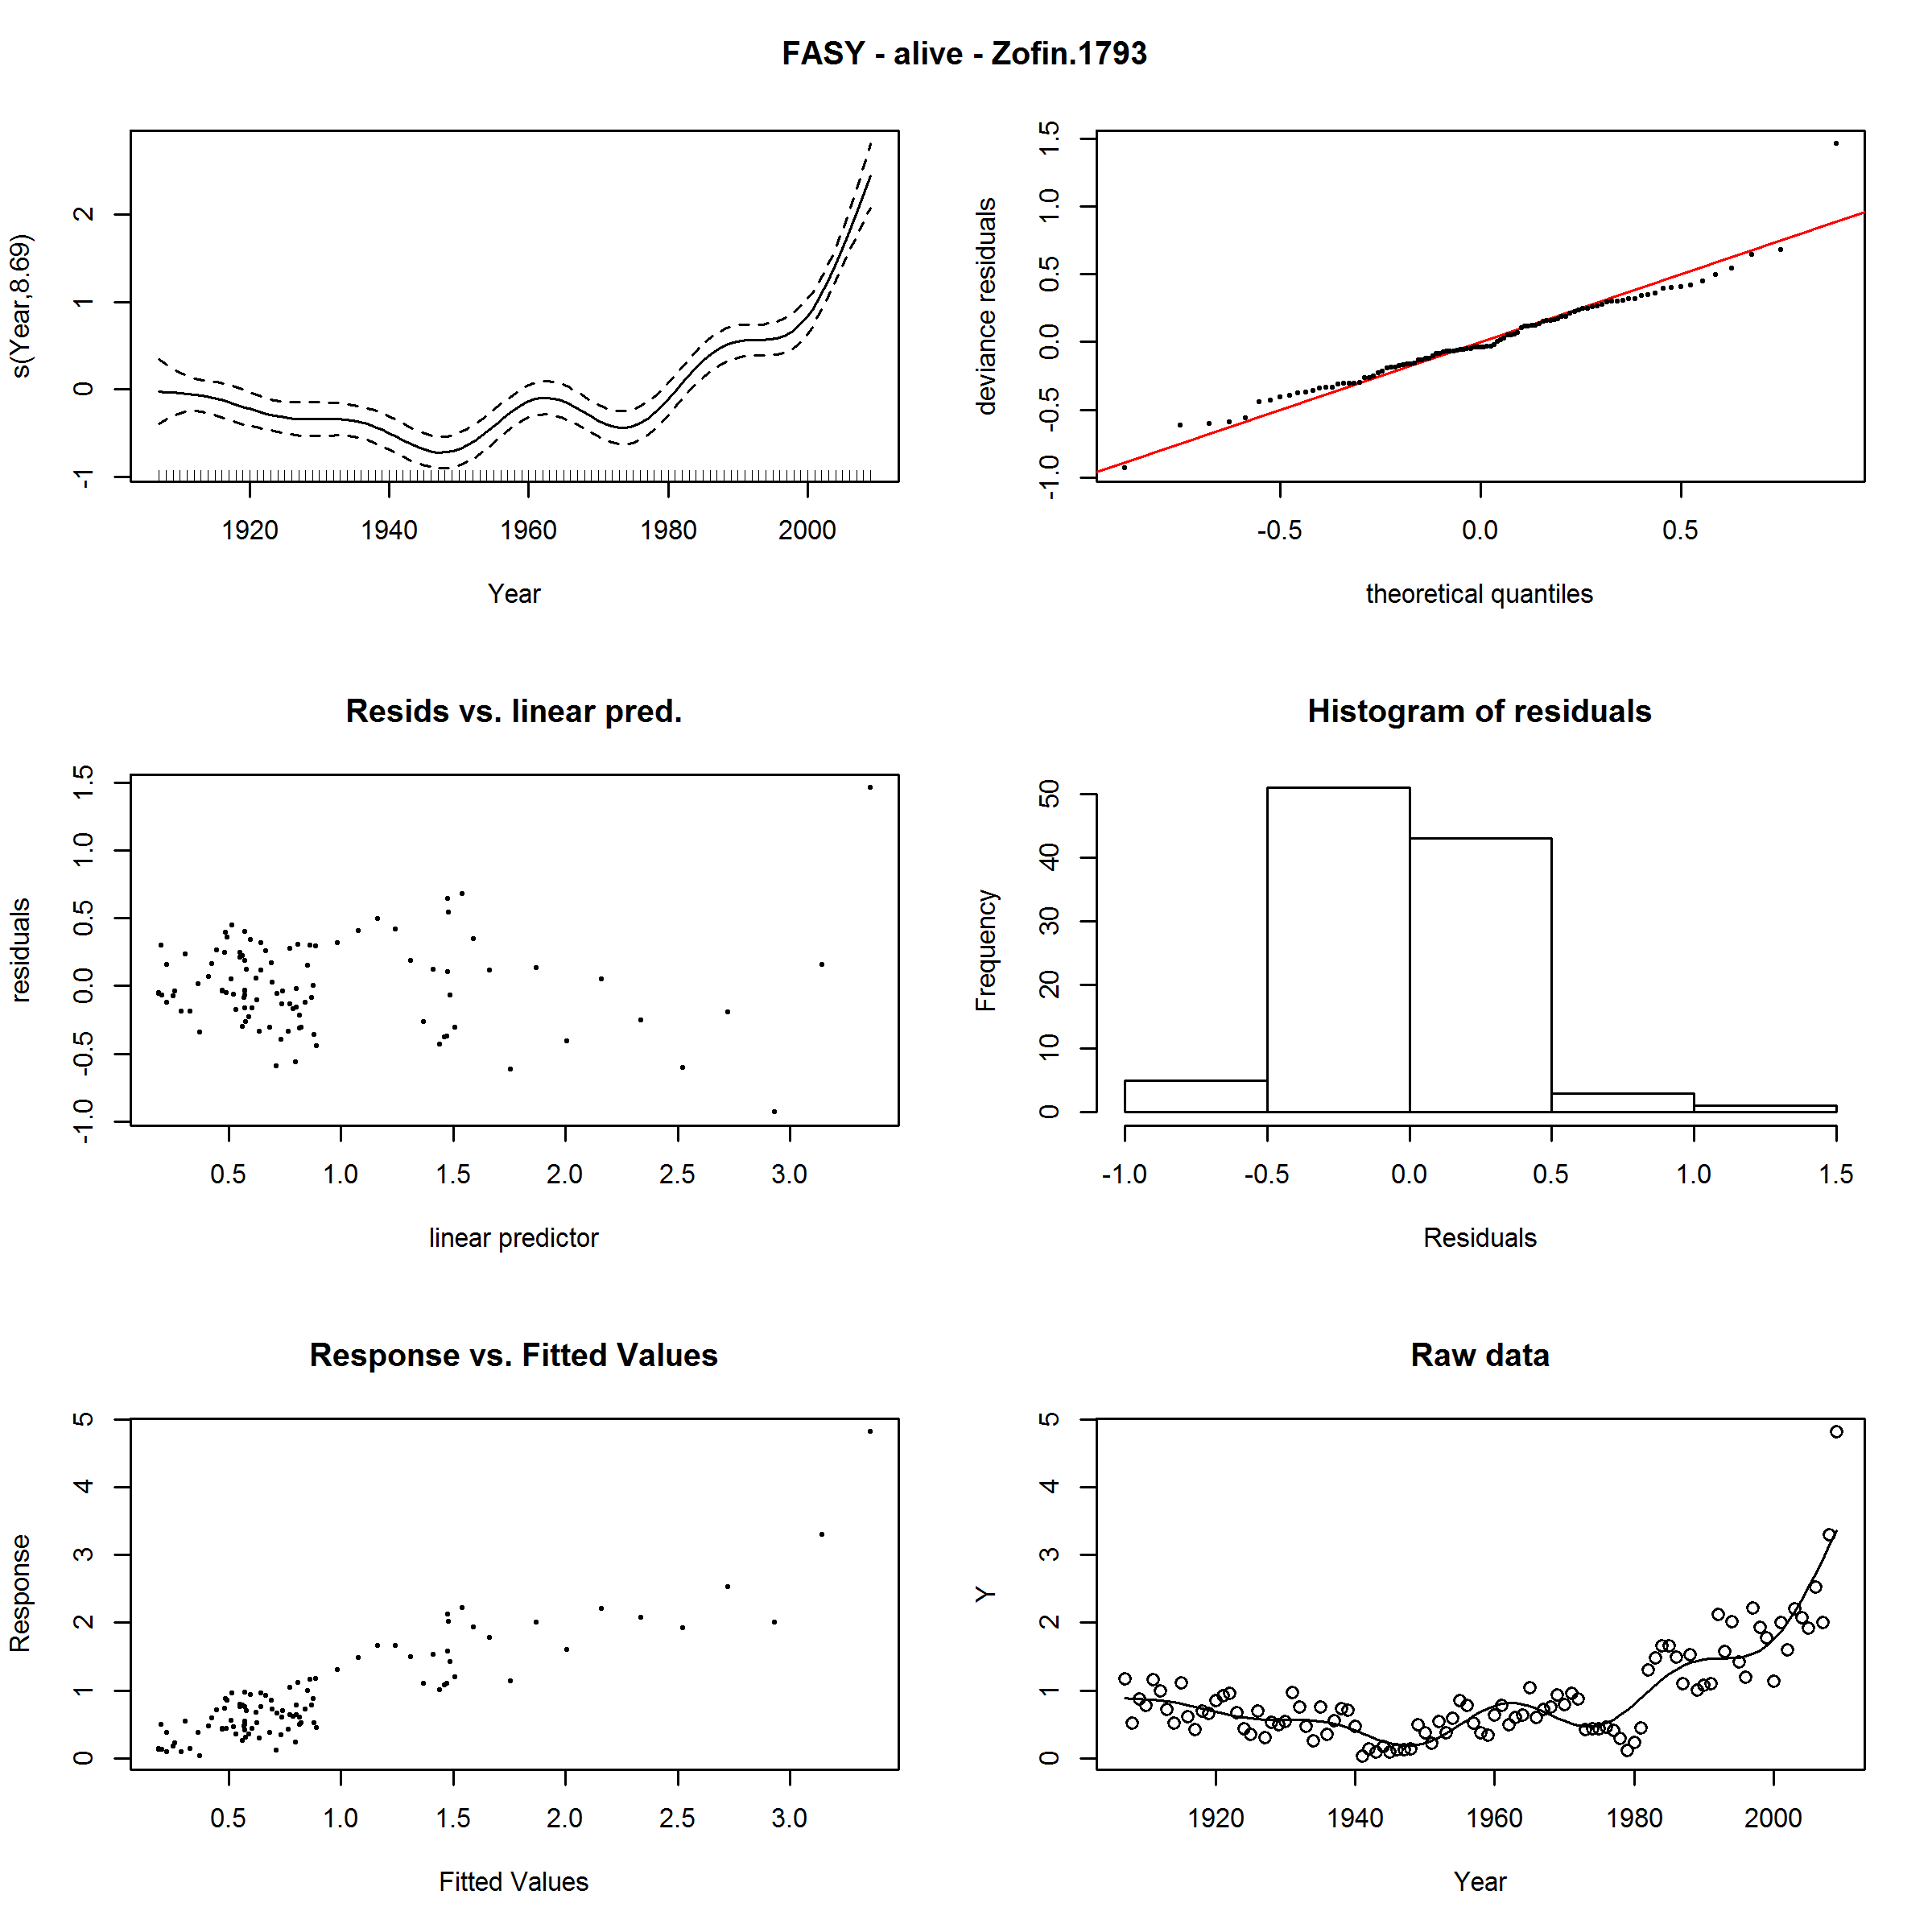 FASY - alive - Zofin.1793
s(Year,8.69)
2
1
0
-1
1920 1940 1960 1980 2000
Year
deviance residuals
1.5
1.0
0.5
0.0
-0.5
-1.0
-0.5 0.0 0.5
theoretical quantiles
Resids vs. linear pred.
residuals
1.5
1.0
0.5
0.0
-0.5
-1.0
0.5 1.0 1.5 2.0 2.5 3.0
linear predictor
Histogram of residuals
Frequency
50
40
30
20
10
0
-1.0 -0.5 0.0 0.5 1.0 1.5
Residuals
Response vs. Fitted Values
Response
5
4
3
2
1
0
0.5 1.0 1.5 2.0 2.5 3.0
Fitted Values
Raw data
Y
5
4
3
2
1
0
1920 1940 1960 1980 2000
Year